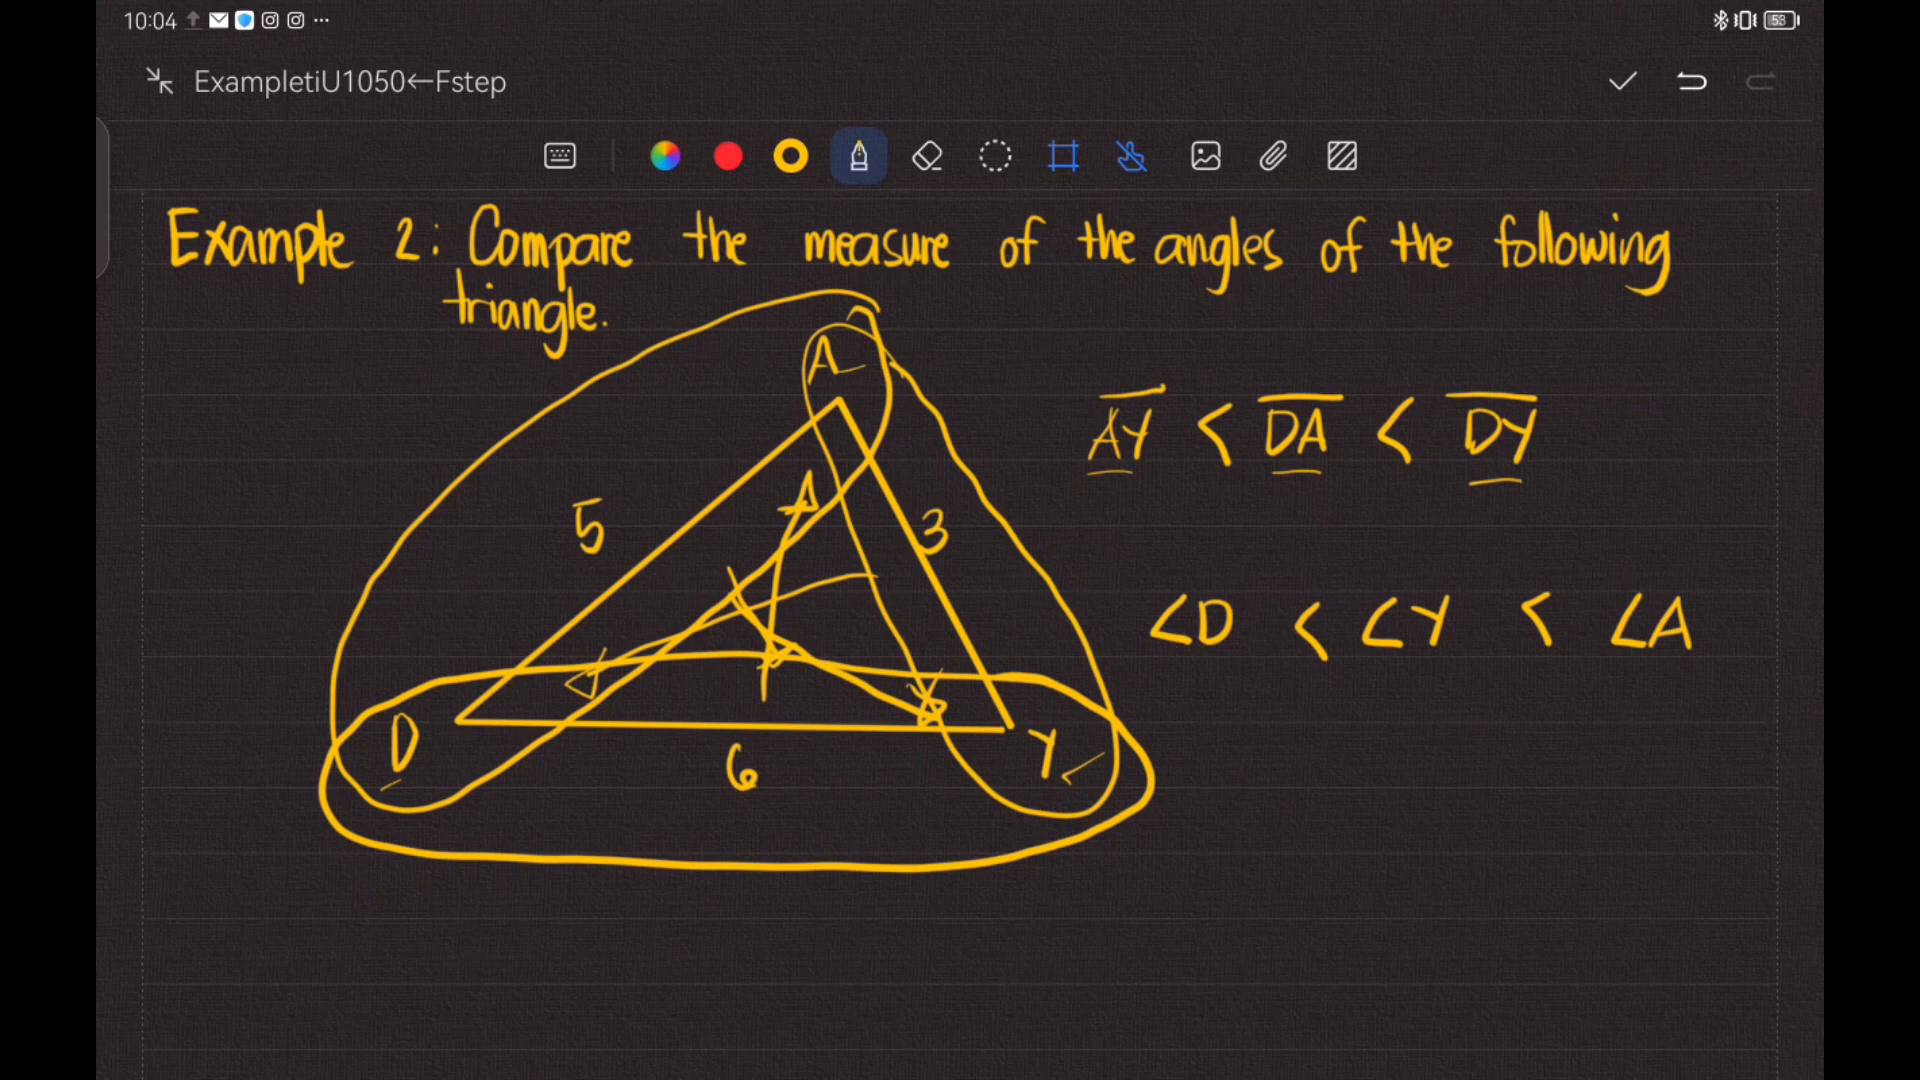 10:04 ... 53
ExampletiU1050←Fstep
Example 2: Compare the measure of the angles of the following
triangle.
A
AY < DA < DY
5
3
<D < <Y < <A
D
Y
6